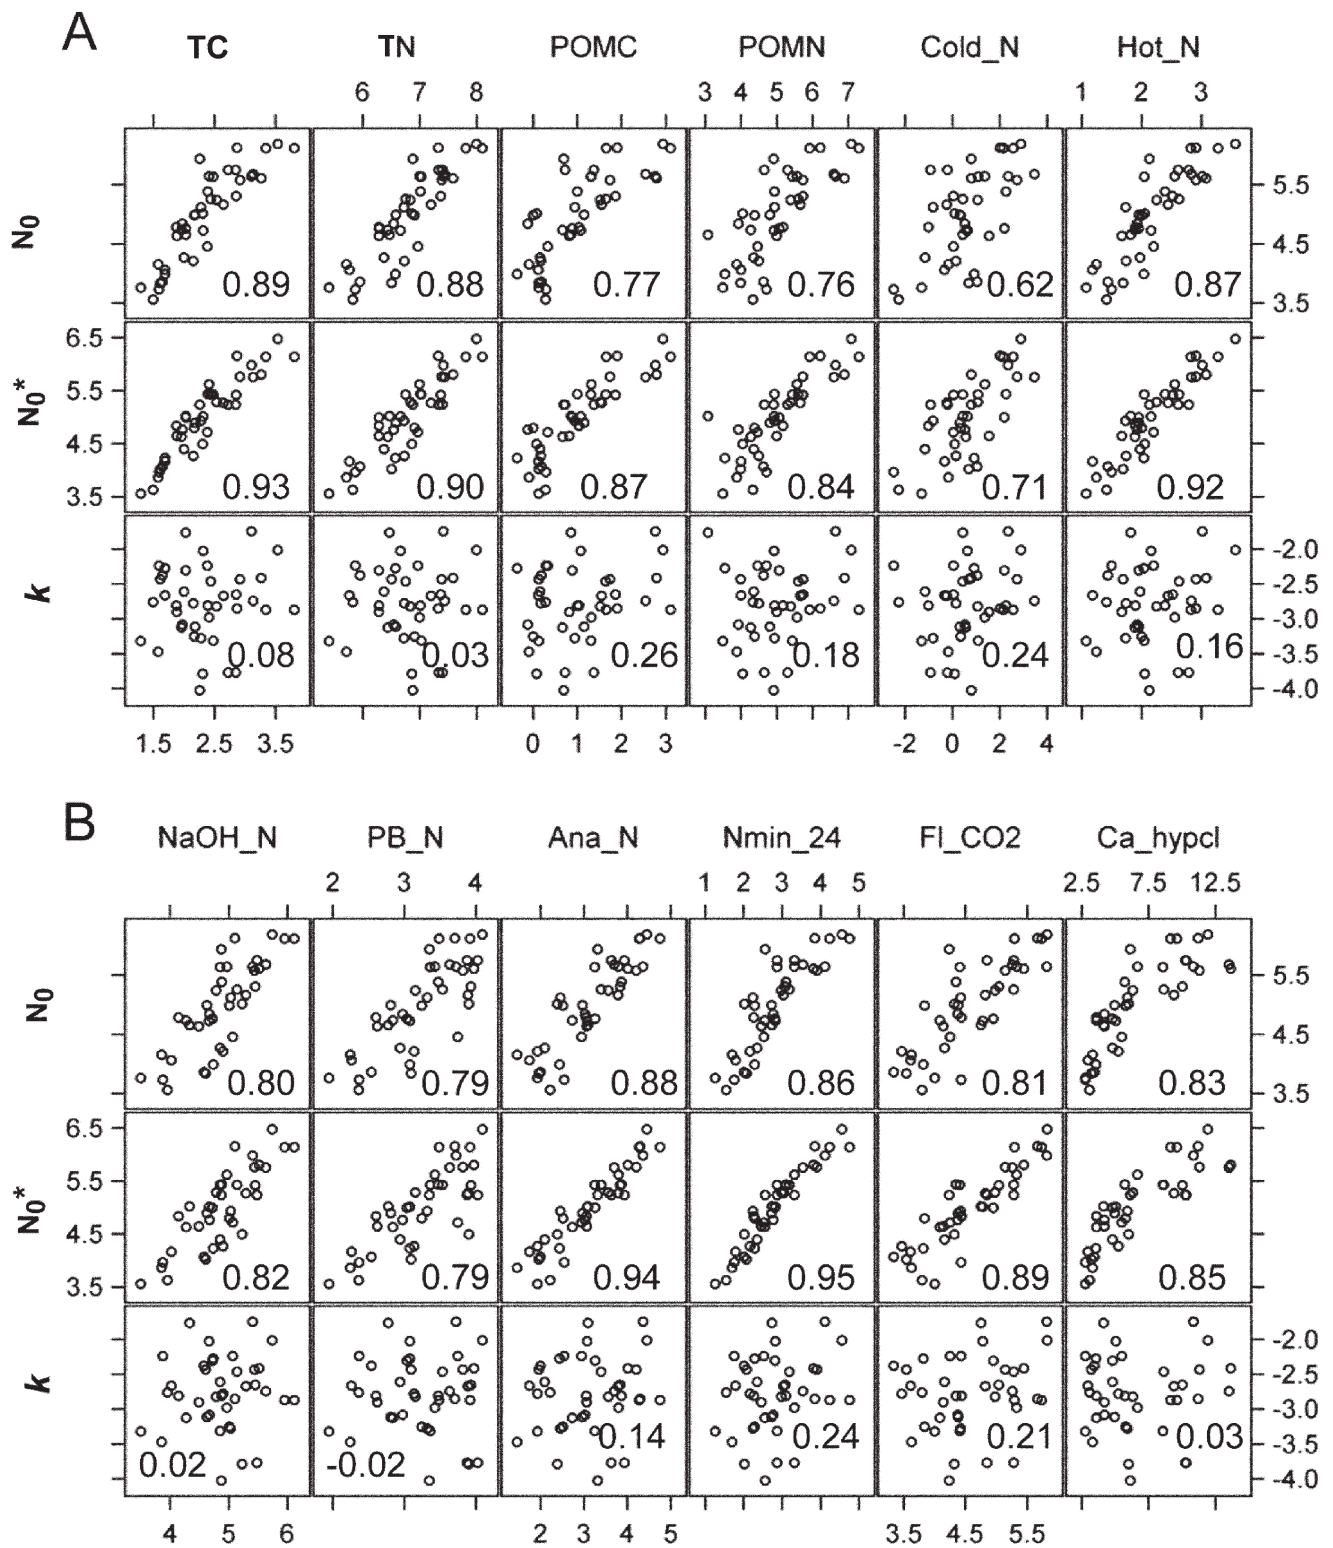 A
TC TN POMC POMN Cold_N Hot_N
6 7 8 3 4 5 6 7 1 2 3
N0 0.89 0.88 0.77 0.76 0.62 0.87 5.5 4.5 3.5
6.5 5.5 4.5 3.5 N0* 0.93 0.90 0.87 0.84 0.71 0.92
k 0.08 0.03 0.26 0.18 0.24 0.16 -2.0 -2.5 -3.0 -3.5 -4.0
1.5 2.5 3.5 0 1 2 3 -2 0 2 4
B
NaOH_N PB_N Ana_N Nmin_24 Fl_CO2 Ca_hypcl
2 3 4 1 2 3 4 5 2.5 7.5 12.5
N0 0.80 0.79 0.88 0.86 0.81 0.83 5.5 4.5 3.5
6.5 5.5 4.5 3.5 N0* 0.82 0.79 0.94 0.95 0.89 0.85
k 0.02 -0.02 0.14 0.24 0.21 0.03 -2.0 -2.5 -3.0 -3.5 -4.0
4 5 6 2 3 4 5 3.5 4.5 5.5